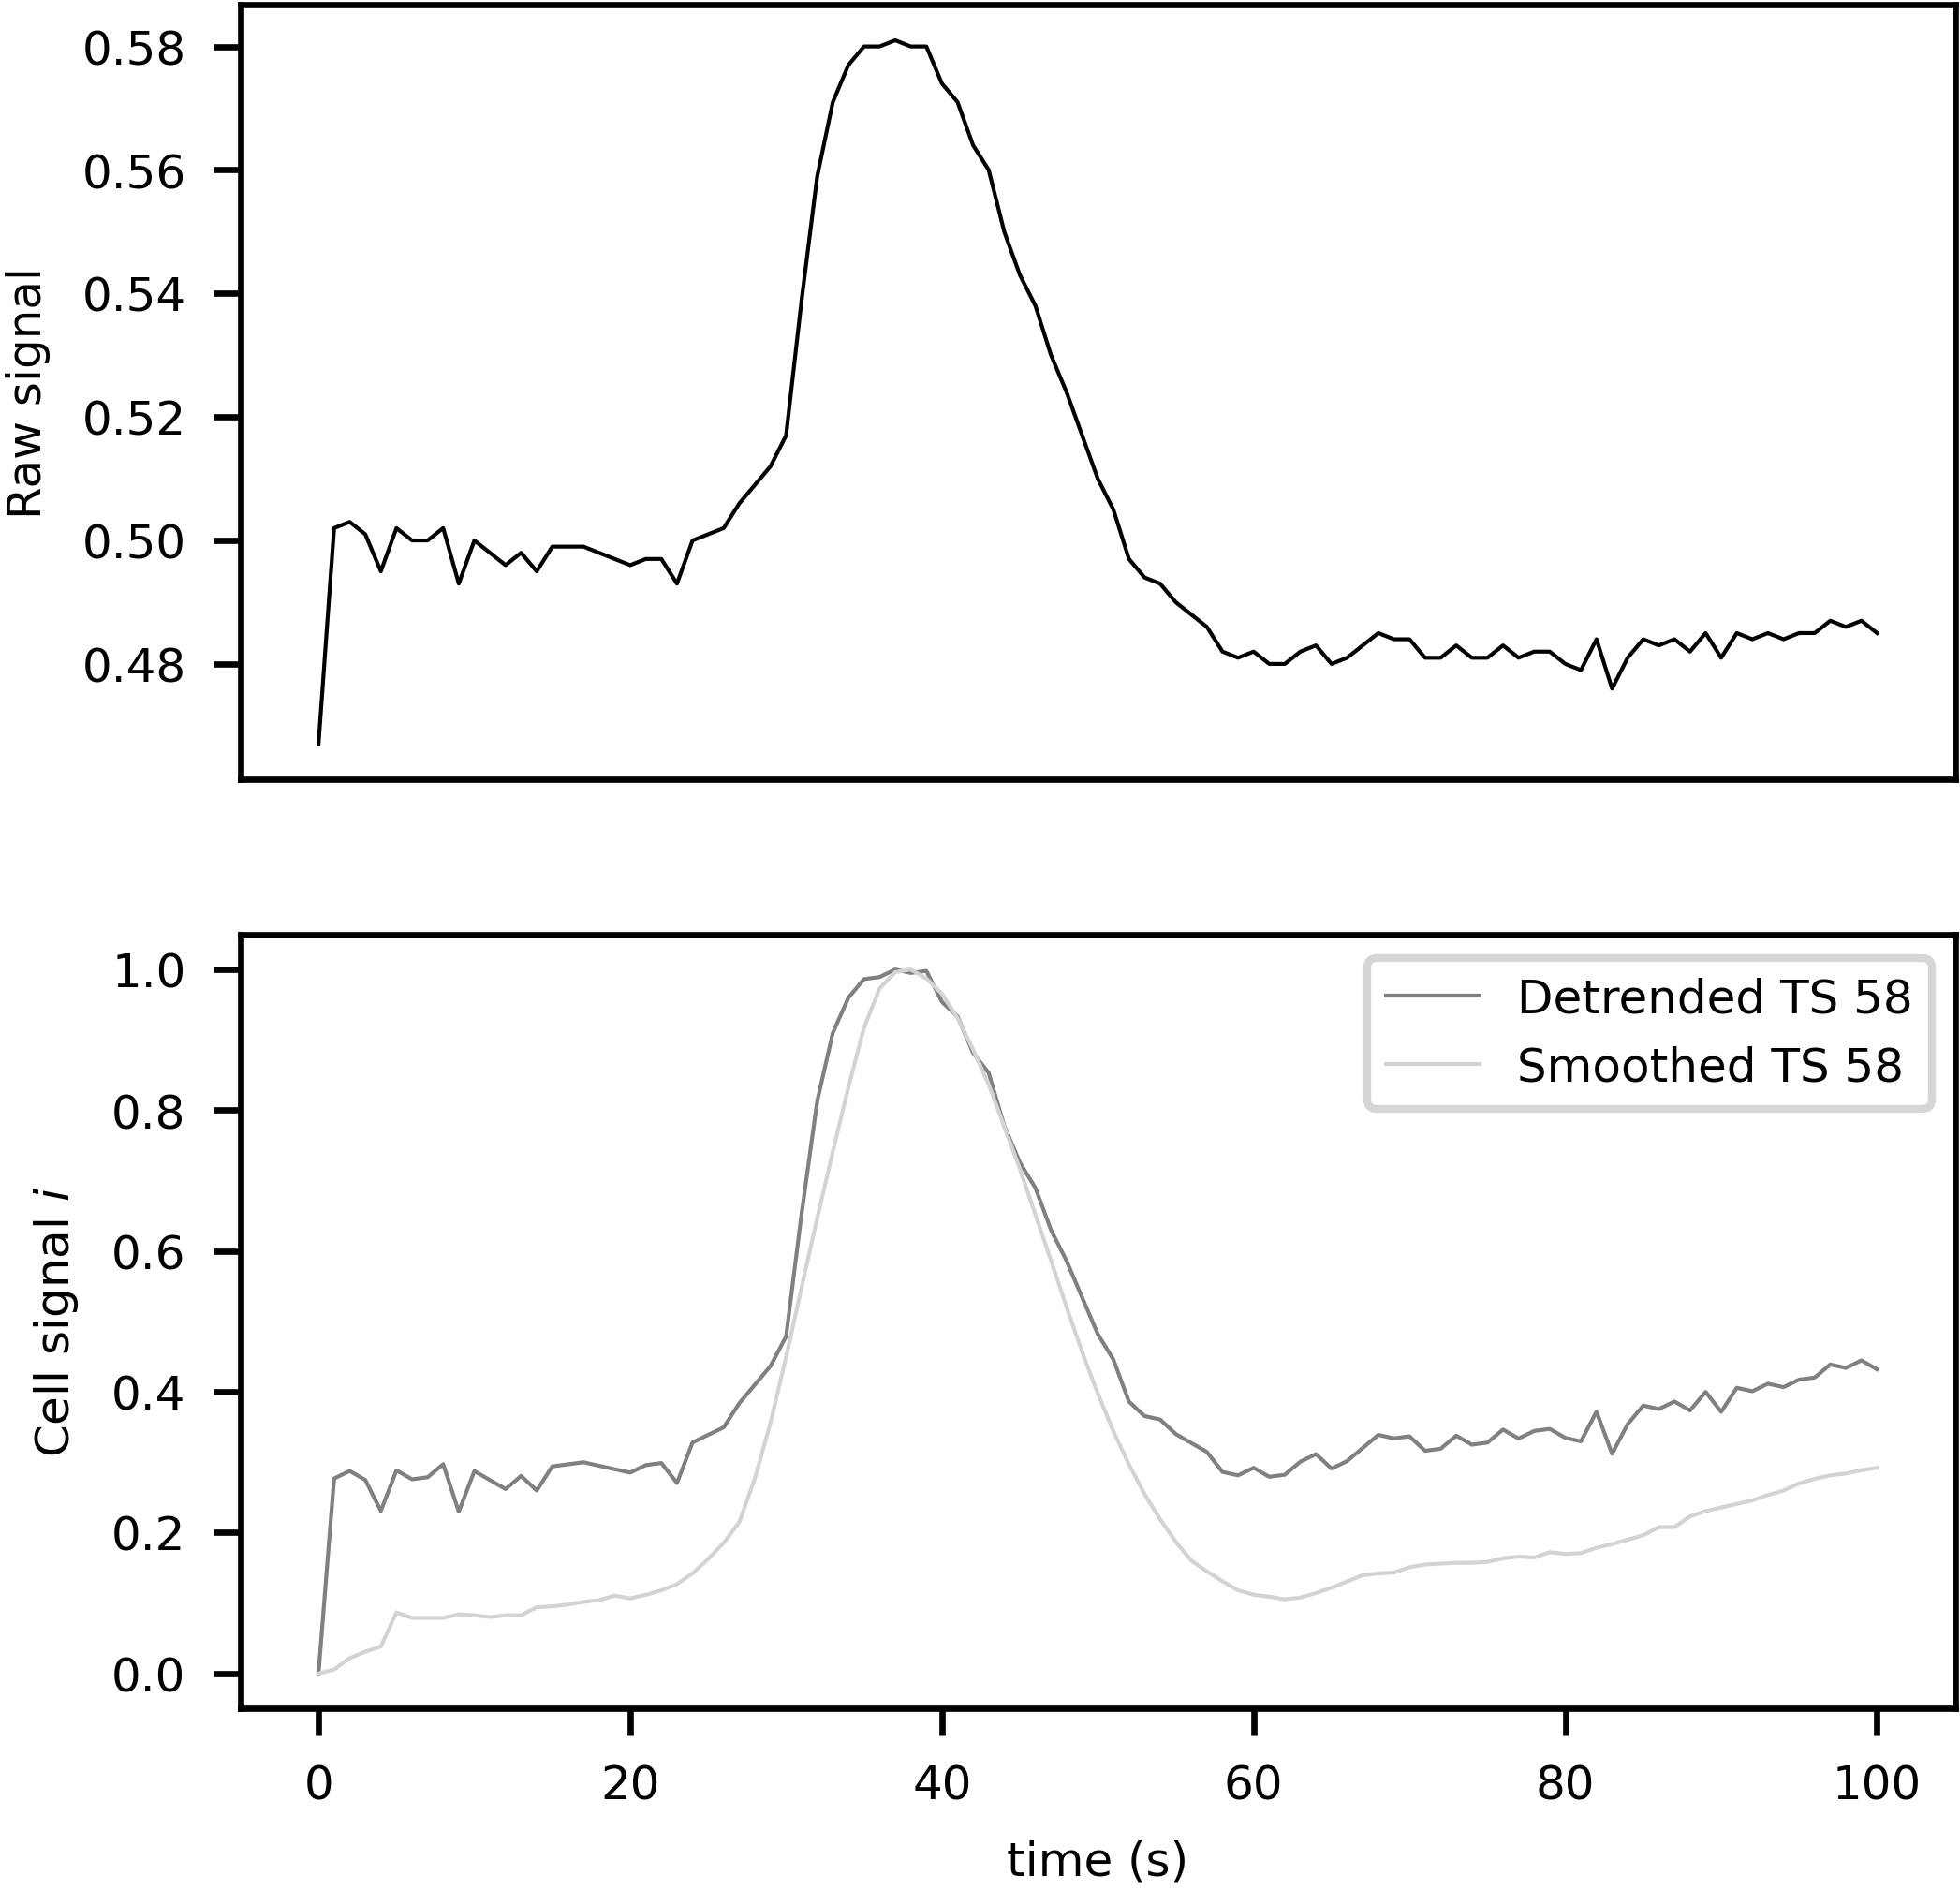 Raw signal
0.58
0.56
0.54
0.52
0.50
0.48
Cell signal i
1.0
0.8
0.6
0.4
0.2
0.0
Detrended TS 58
Smoothed TS 58
0 20 40 60 80 100
time (s)